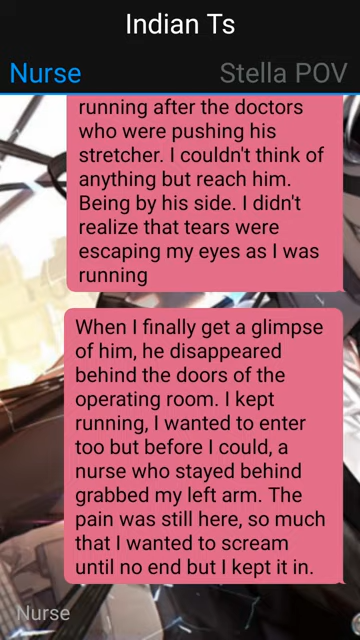 Indian Ts
Nurse
Stella POV
running after the doctors
who were pushing his
stretcher. I couldn't think of
anything but reach him.
Being by his side. I didn't
realize that tears were
escaping my eyes as I was
running
When I finally get a glimpse
of him, he disappeared
behind the doors of the
operating room. I kept
running, I wanted to enter
too but before I could, a
nurse who stayed behind
grabbed my left arm. The
pain was still here, so much
that I wanted to scream
until no end but I kept it in.
Nurse